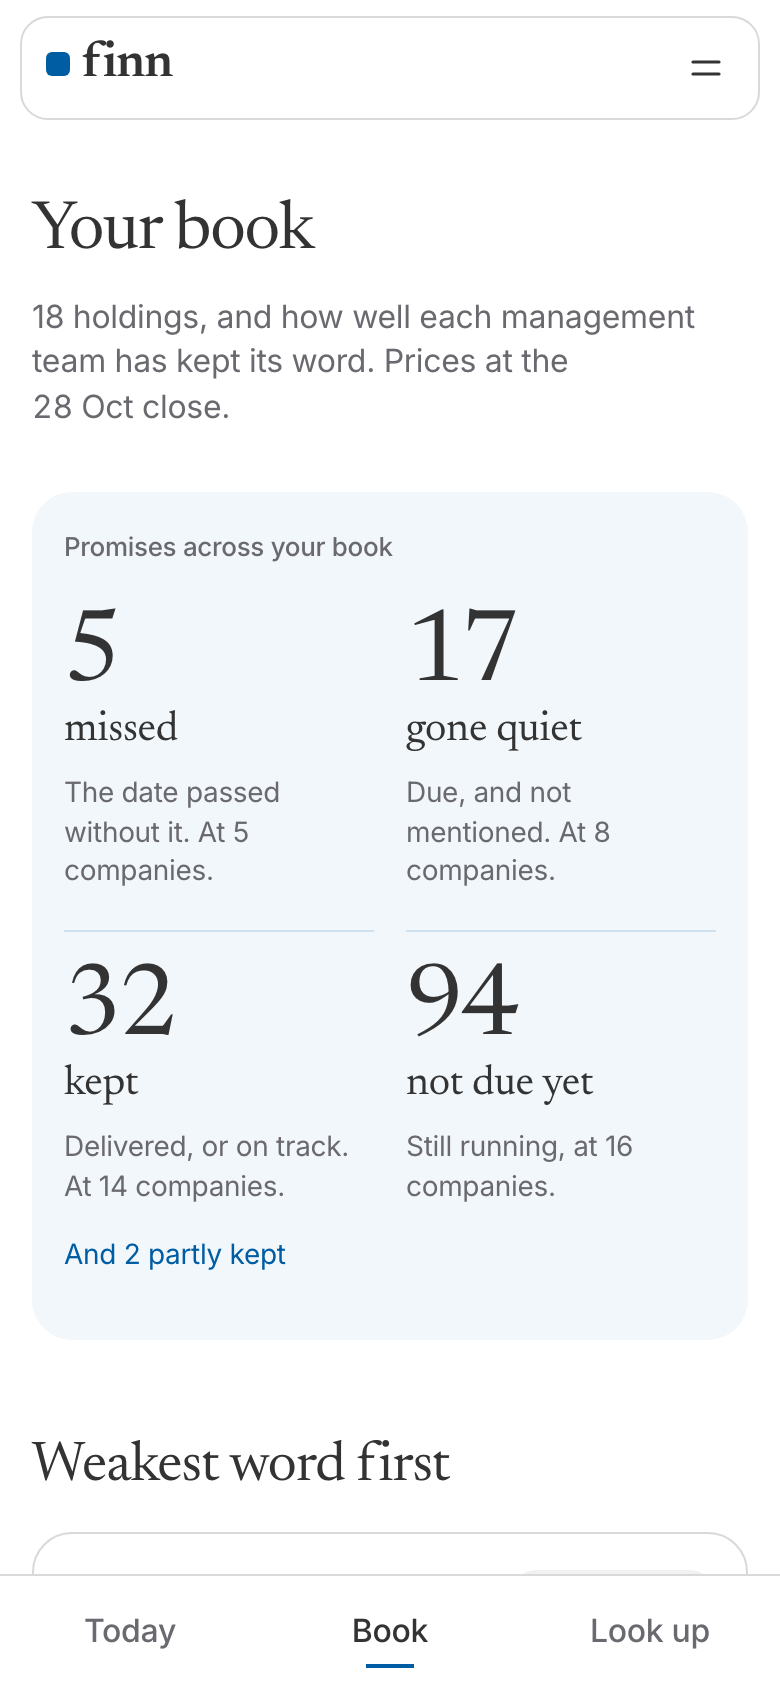 finn
Your book
18 holdings, and how well each management
team has kept its word. Prices at the
28 Oct close.
Promises across your book
5
missed
The date passed
without it. At 5
companies.
17
gone quiet
Due, and not
mentioned. At 8
companies.
32
kept
Delivered, or on track.
At 14 companies.
94
not due yet
Still running, at 16
companies.
And 2 partly kept
Weakest word first
Today
Book
Look up